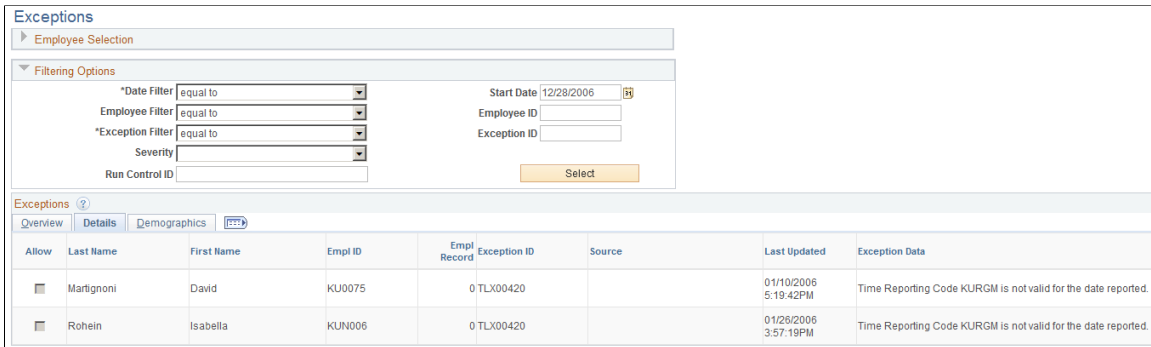 Exceptions
Employee Selection
Filtering Options
*Date Filter equal to Start Date 12/28/2006
Employee Filter equal to Employee ID
*Exception Filter equal to Exception ID
Severity
Run Control ID Select
Exceptions ?
Overview Details Demographics
Allow Last Name First Name Empl ID Empl Record Exception ID Source Last Updated Exception Data
Martignoni David KU0075 0 TLX00420 01/10/2006 5:19:42PM Time Reporting Code KURGM is not valid for the date reported.
Rohein Isabella KUN006 0 TLX00420 01/26/2006 3:57:19PM Time Reporting Code KURGM is not valid for the date reported.